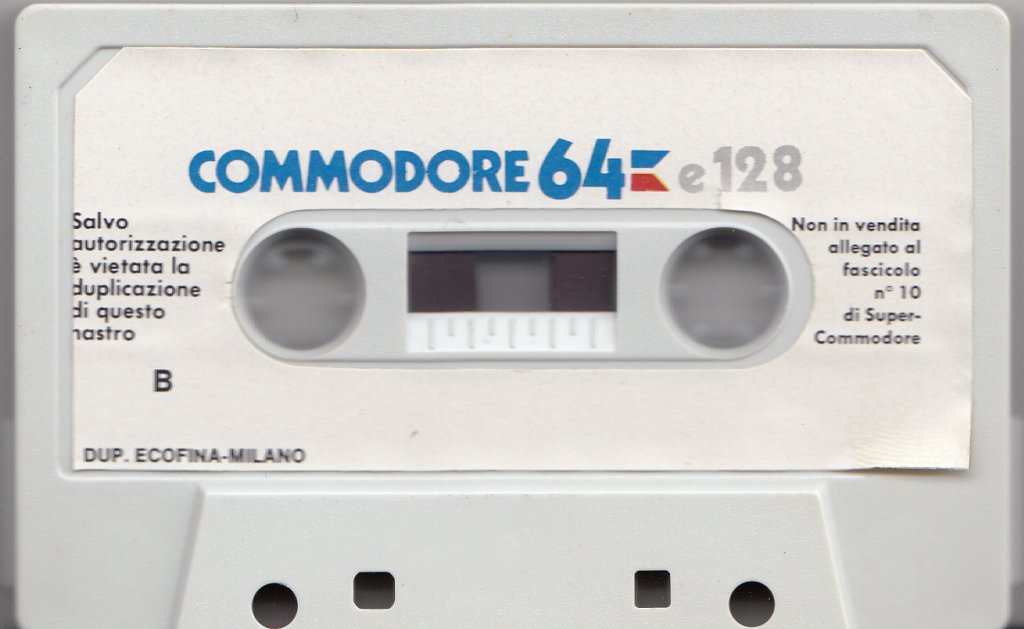 COMMODORE 64 e 128
Salvo
autorizzazione
è vietata la
duplicazione
di questo
nastro
Non in vendita
allegato al
fascicolo
n° 10
di Super-
Commodore
B
DUP. ECOFINA-MILANO